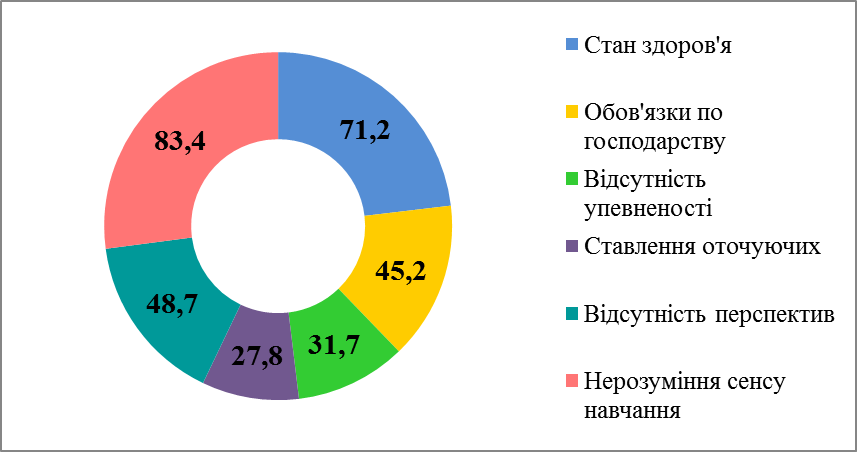 71,2
45,2
31,7
27,8
48,7
83,4
Стан здоров'я
Обов'язки по
господарству
Відсутність
упевненості
Ставлення оточуючих
Відсутність перспектив
Нерозуміння сенсу
навчання